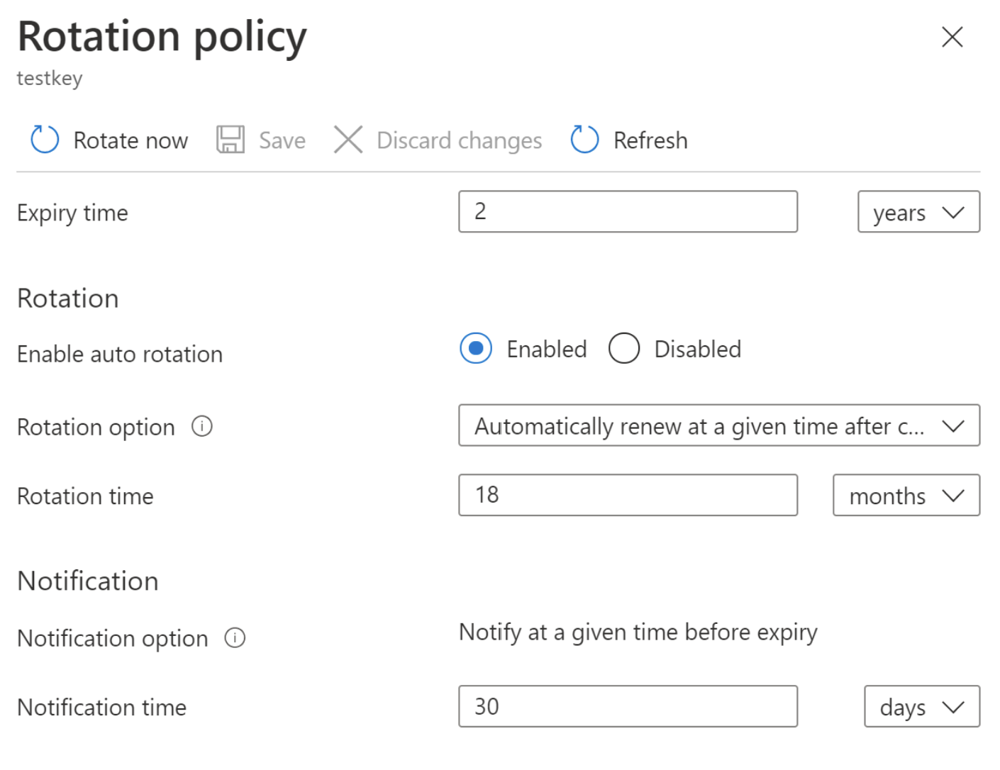 Rotation policy
testkey
Rotate now Save Discard changes Refresh
Expiry time 2 years
Rotation
Enable auto rotation Enabled Disabled
Rotation option Automatically renew at a given time after c...
Rotation time 18 months
Notification
Notification option Notify at a given time before expiry
Notification time 30 days